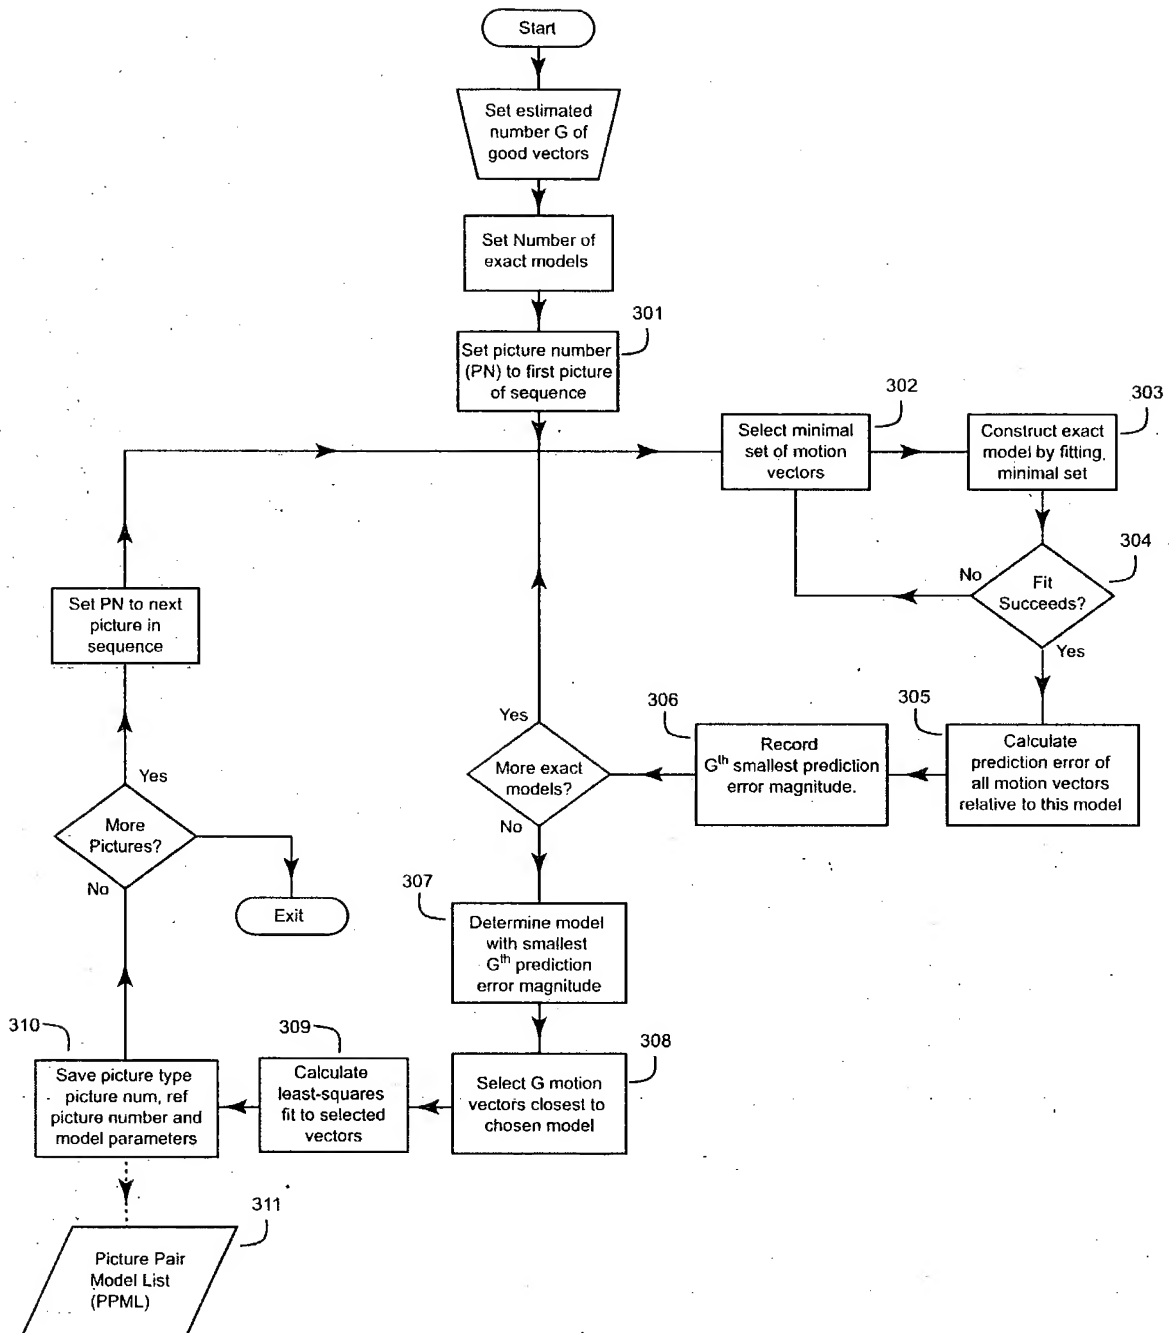 Start
Set estimated
number G of
good vectors
Set Number of
exact models
301
Set picture number
(PN) to first picture
of sequence
302
Select minimal
set of motion
vectors
303
Construct exact
model by fitting
minimal set
304
Fit
Succeeds?
No
Yes
305
Calculate
prediction error of
all motion vectors
relative to this model
306
Record
Gth smallest prediction
error magnitude.
More exact
models?
Yes
No
307
Determine model
with smallest
Gth prediction
error magnitude
308
Select G motion
vectors closest to
chosen model
309
Calculate
least-squares
fit to selected
vectors
310
Save picture type
picture num, ref
picture number and
model parameters
311
Picture Pair
Model List
(PPML)
More
Pictures?
Yes
No
Exit
Set PN to next
picture in
sequence